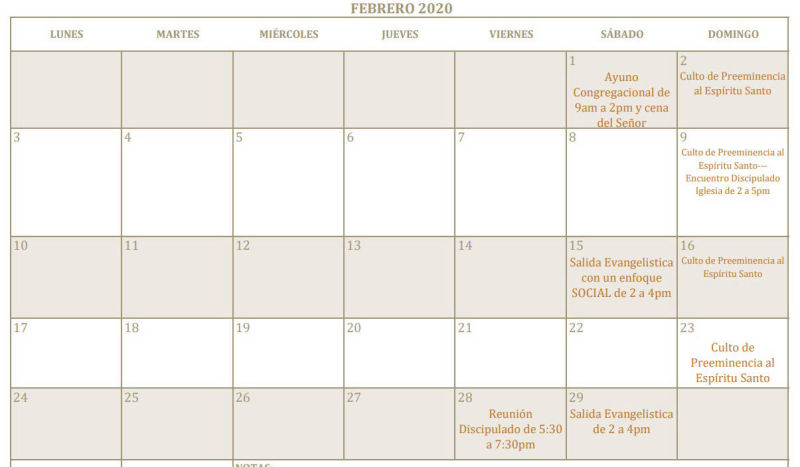 FEBRERO 2020
LUNES MARTES MIÉRCOLES JUEVES VIERNES SÁBADO DOMINGO
1
Ayuno
Congregacional de
9am a 2pm y cena
del Señor
2
Culto de Preeminencia
al Espíritu Santo
3
4
5
6
7
8
9
Culto de Preeminencia al
Espíritu Santo---
Encuentro Discipulado
Iglesia de 2 a 5pm
10
11
12
13
14
15
Salida Evangelistica
con un enfoque
SOCIAL de 2 a 4pm
16
Culto de Preeminencia al
Espíritu Santo
17
18
19
20
21
22
23
Culto de
Preeminencia al
Espíritu Santo
24
25
26
27
28
Reunión
Discipulado de 5:30
a 7:30pm
29
Salida Evangelistica
de 2 a 4pm
NOTAS: